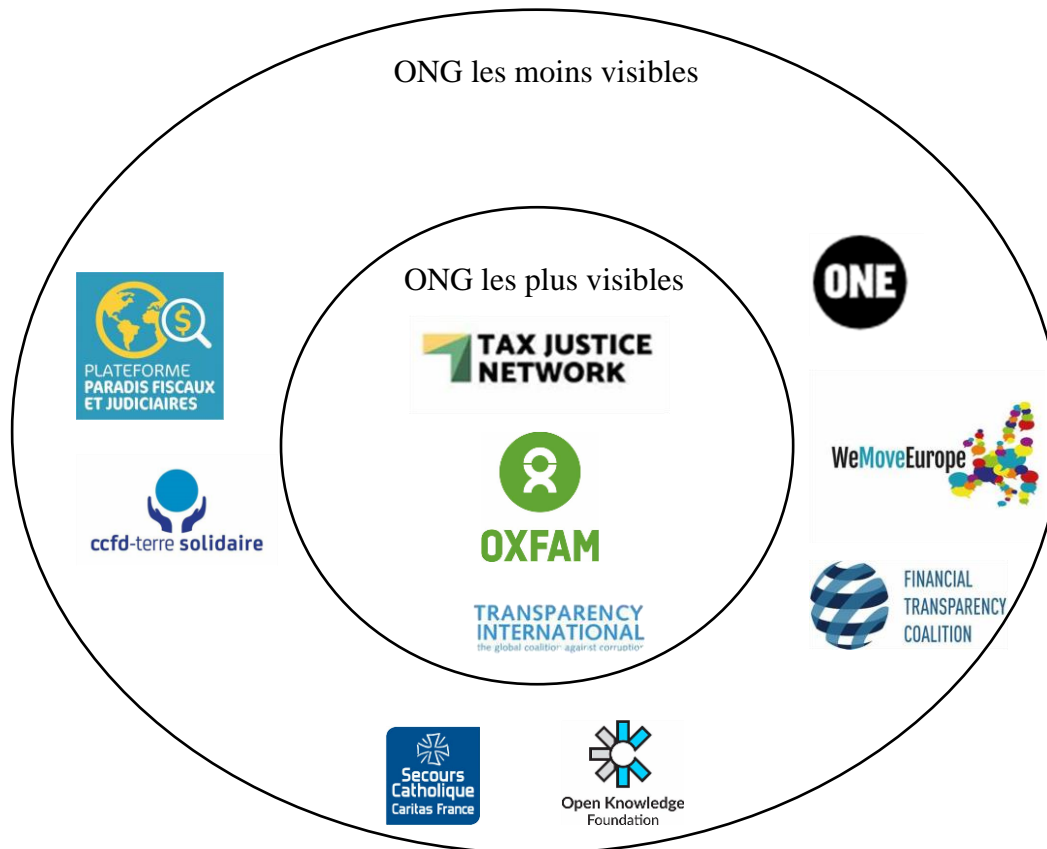 ONG les moins visibles
ONG les plus visibles
TAX JUSTICE
NETWORK
OXFAM
TRANSPARENCY
INTERNATIONAL
the global coalition against corruption
PLATEFORME
PARADIS FISCAUX
ET JUDICIAIRES
$
ccfd-terre solidaire
ONE
WeMoveEurope
FINANCIAL
TRANSPARENCY
COALITION
Secours
Catholique
Caritas France
Open Knowledge
Foundation